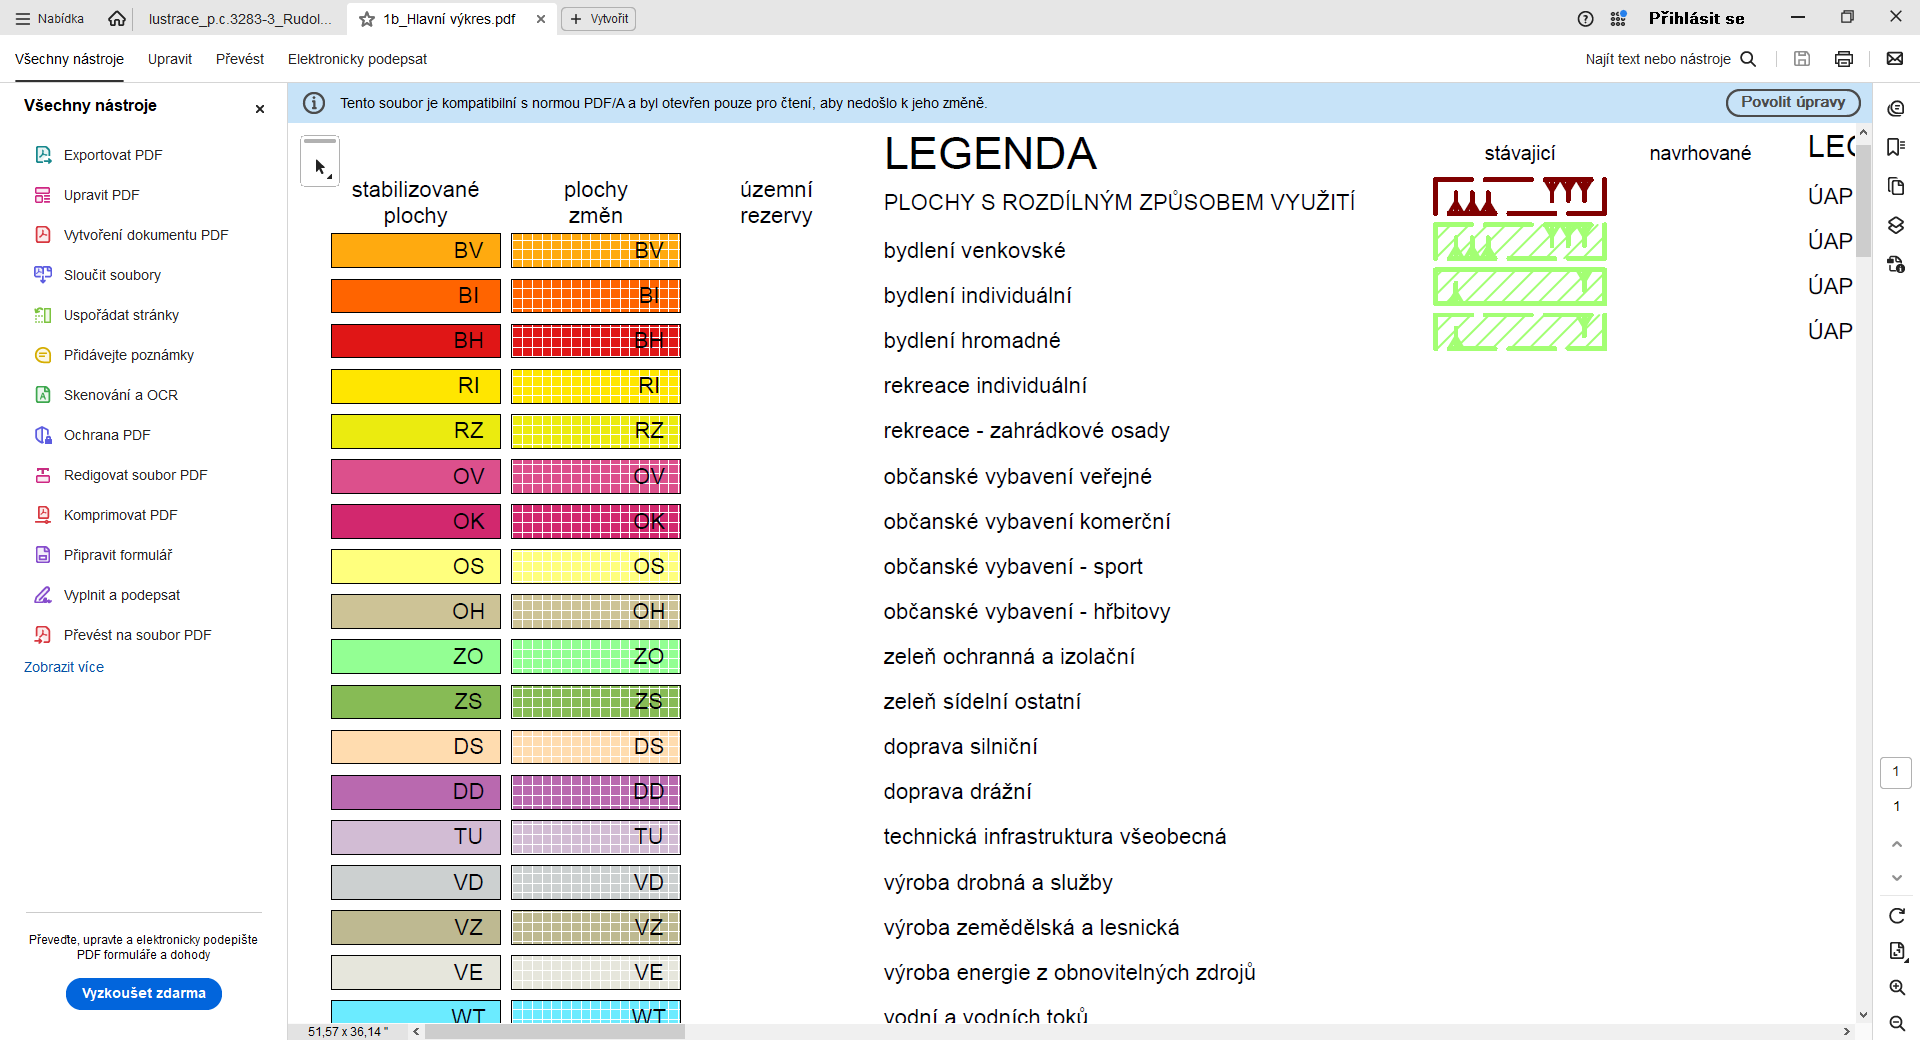 Nabídka
lustrace_p.c.3283-3_Rudol...
1b_Hlavní výkres.pdf
Vytvořit
Přihlásit se
Všechny nástroje
Upravit
Převést
Elektronicky podepsat
Najít text nebo nástroje
Všechny nástroje
Exportovat PDF
Upravit PDF
Vytvoření dokumentu PDF
Sloučit soubory
Uspořádat stránky
Přidávejte poznámky
Skenování a OCR
Ochrana PDF
Redigovat soubor PDF
Komprimovat PDF
Připravit formulář
Vyplnit a podepsat
Převést na soubor PDF
Zobrazit více
Převeďte, upravte a elektronicky podepište
PDF formuláře a dohody
Vyzkoušet zdarma
Tento soubor je kompatibilní s normou PDF/A a byl otevřen pouze pro čtení, aby nedošlo k jeho změně.
Povolit úpravy
stabilizované
plochy
plochy
změn
územní
rezervy
LEGENDA
PLOCHY S ROZDÍLNÝM ZPŮSOBEM VYUŽITÍ
BV BV bydlení venkovské
BI BI bydlení individuální
BH BH bydlení hromadné
RI RI rekreace individuální
RZ RZ rekreace - zahrádkové osady
OV OV občanské vybavení veřejné
OK OK občanské vybavení komerční
OS OS občanské vybavení - sport
OH OH občanské vybavení - hřbitovy
ZO ZO zeleň ochranná a izolační
ZS ZS zeleň sídelní ostatní
DS DS doprava silniční
DD DD doprava drážní
TU TU technická infrastruktura všeobecná
VD VD výroba drobná a služby
VZ VZ výroba zemědělská a lesnická
VE VE výroba energie z obnovitelných zdrojů
WT WT vodní a vodních toků
stávajicí
navrhované
LEG
ÚAP
ÚAP
ÚAP
ÚAP
1
1
51,57 x 36,14 "